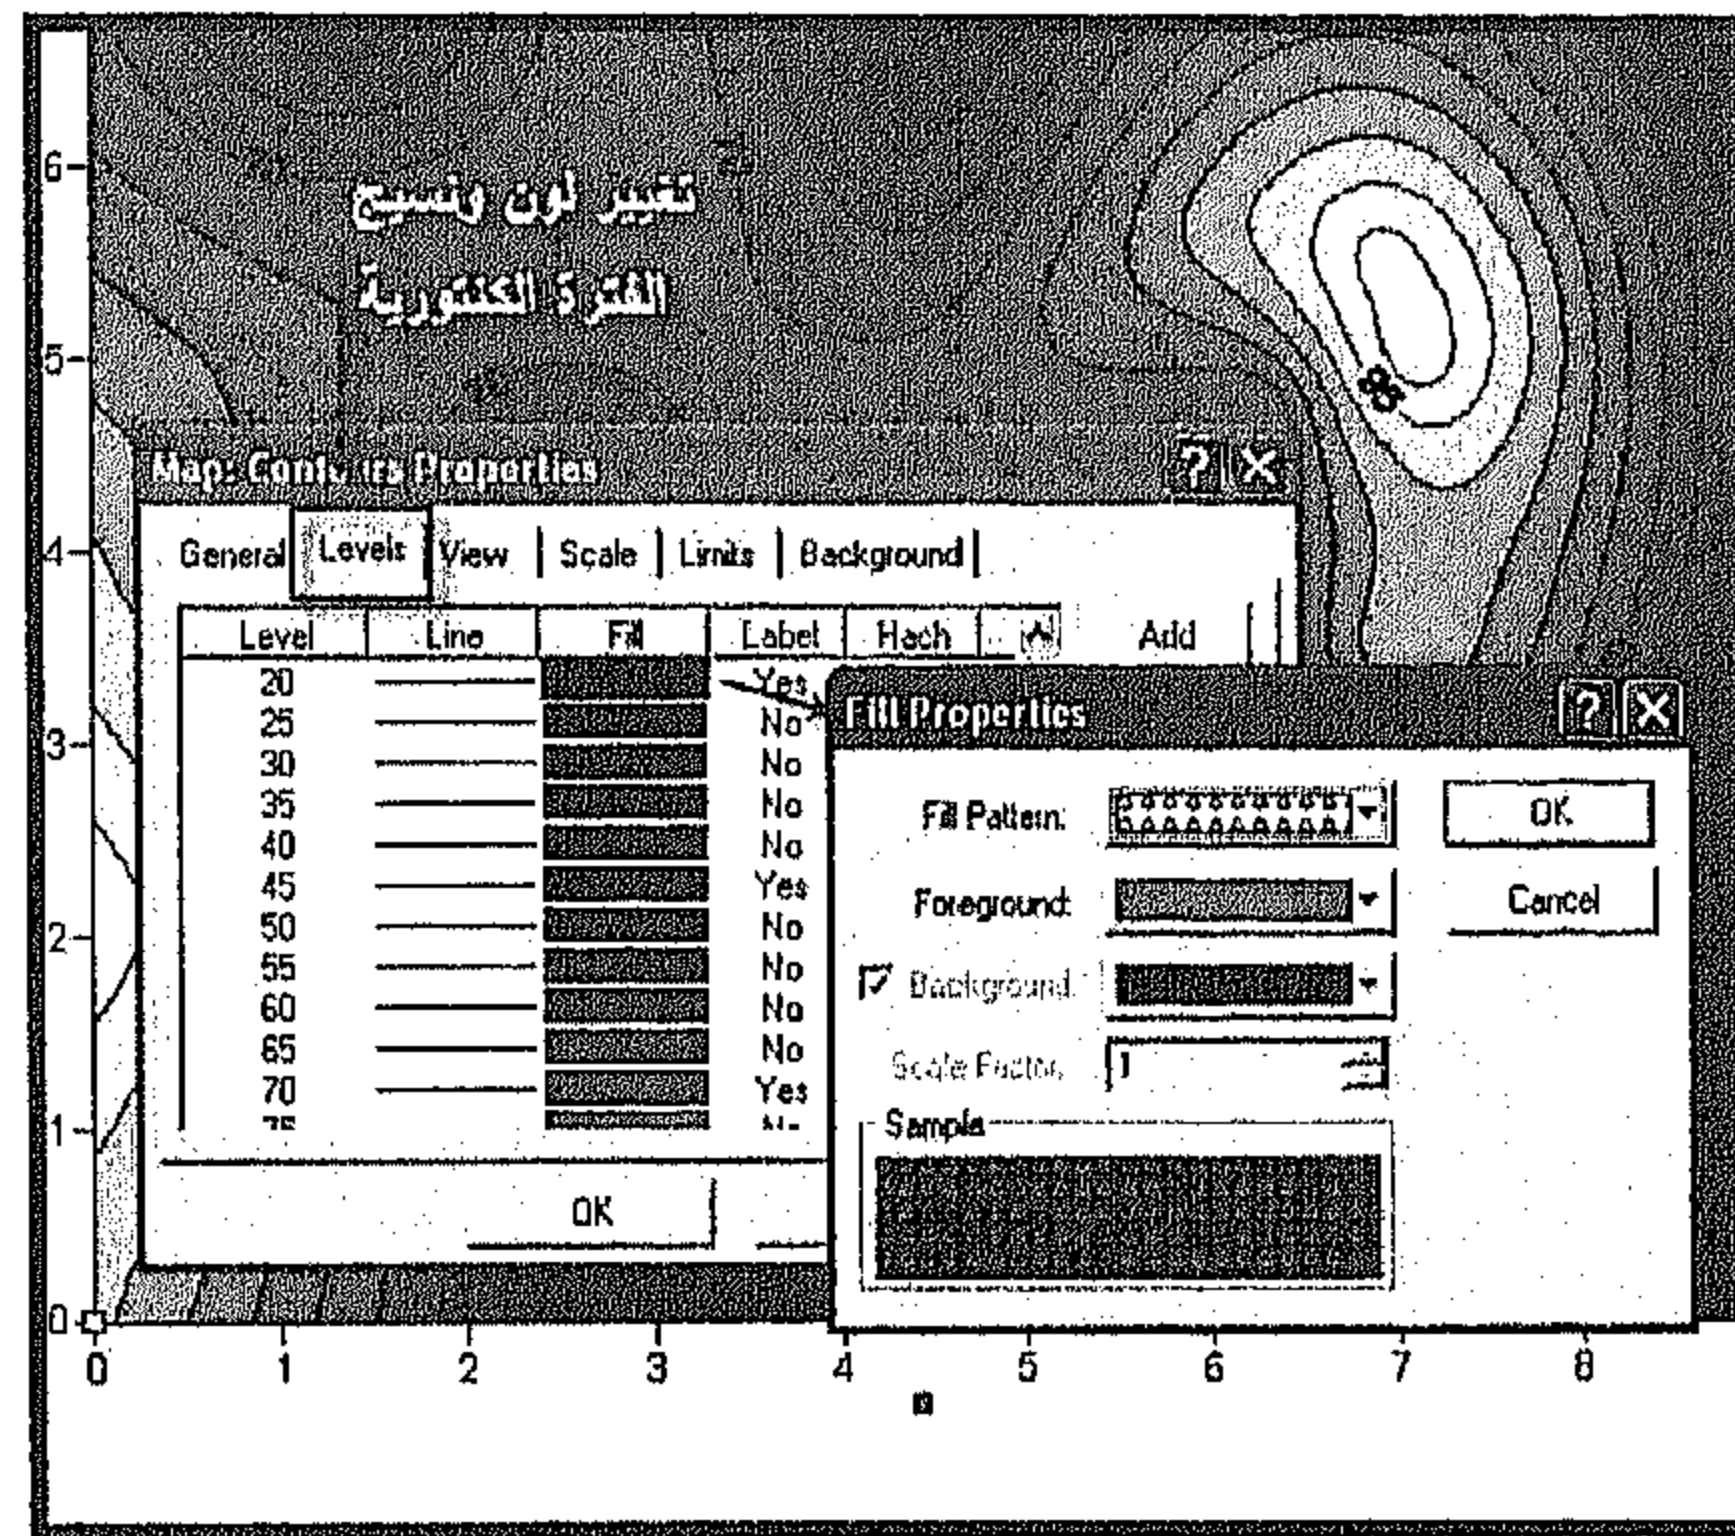 6
تغيير لون ونسيج
الفترة الكنتورية
5
Map: Contours Properties
4
General Levels View Scale Limits Background
Level Line Fill Label Hach Add
20 Yes
25 No
30 No
35 No
40 No
45 Yes
50 No
55 No
60 No
65 No
70 Yes
75 No
OK
3
2
1
0
Fill Properties
Fill Pattern: OK
Foreground: Cancel
Background:
Scale Factor: 1
Sample
0 1 2 3 4 5 6 7 8